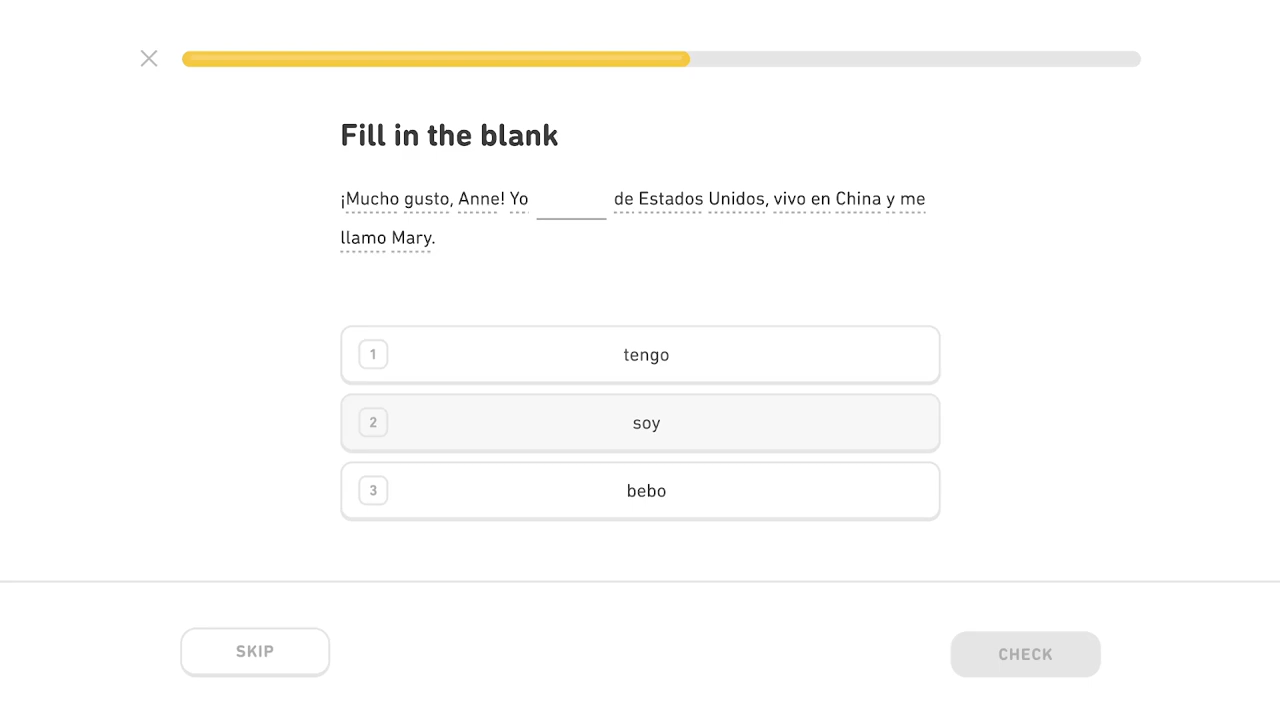 Fill in the blank
¡Mucho gusto, Anne! Yo ______ de Estados Unidos, vivo en China y me
llamo Mary.
1 tengo
2 soy
3 bebo
SKIP CHECK